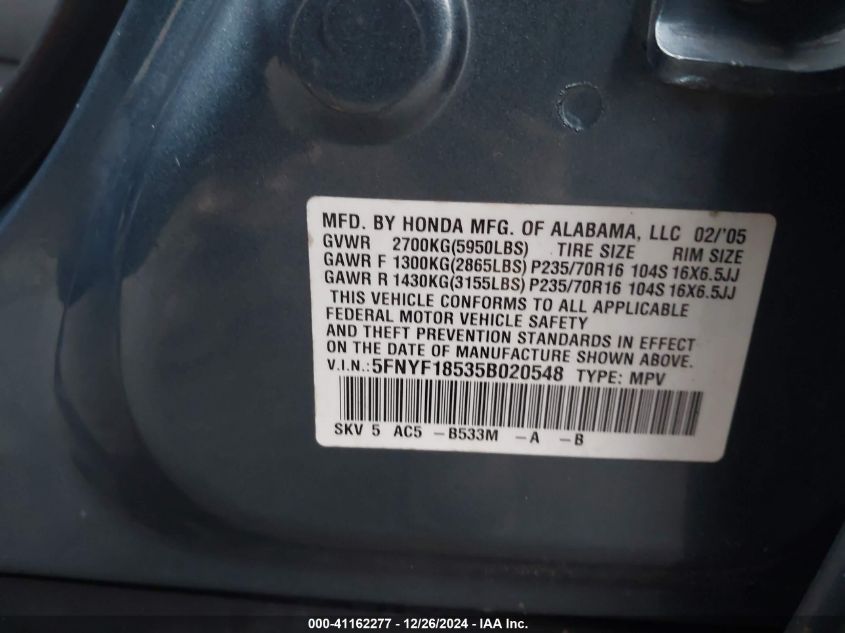 MFD. BY HONDA MFG. OF ALABAMA, LLC 02/'05
GVWR 2700KG(5950LBS) TIRE SIZE RIM SIZE
GAWR F 1300KG(2865LBS) P235/70R16 104S 16X6.5JJ
GAWR R 1430KG(3155LBS) P235/70R16 104S 16X6.5JJ
THIS VEHICLE CONFORMS TO ALL APPLICABLE
FEDERAL MOTOR VEHICLE SAFETY
AND THEFT PREVENTION STANDARDS IN EFFECT
ON THE DATE OF MANUFACTURE SHOWN ABOVE.
V.I.N.:5FNYF18535B020548 TYPE: MPV
SKV 5 AC5 -B533M -A -B
000-41162277 - 12/26/2024 - IAA Inc.